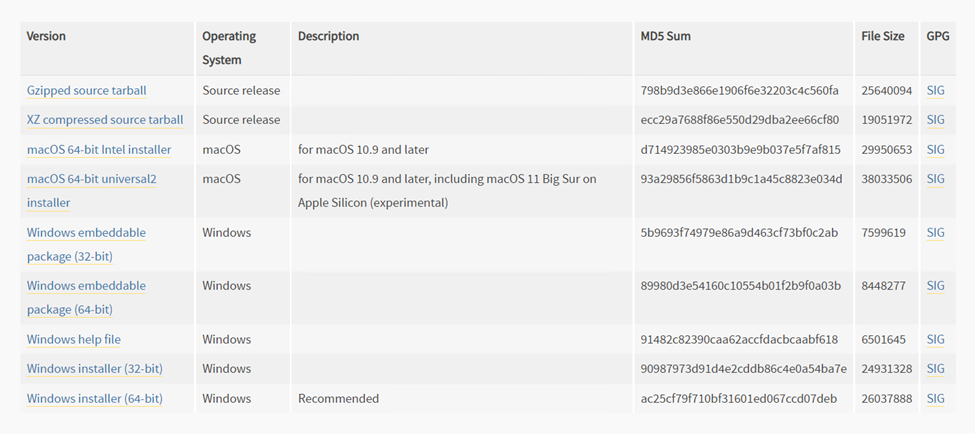 Version Operating System Description MD5 Sum File Size GPG
Gzipped source tarball Source release 798b9d3e866e1906f6e32203c4c560fa 25640094 SIG
XZ compressed source tarball Source release ecc29a7688f86e550d29dba2ee66cf80 19051972 SIG
macOS 64-bit Intel installer macOS for macOS 10.9 and later d714923985e0303b9e9b037e5f7af815 29950653 SIG
macOS 64-bit universal2 installer macOS for macOS 10.9 and later, including macOS 11 Big Sur on Apple Silicon (experimental) 93a29856f5863d1b9c1a45c8823e034d 38033506 SIG
Windows embeddable package (32-bit) Windows 5b9693f74979e86a9d463cf73bf0c2ab 7599619 SIG
Windows embeddable package (64-bit) Windows 89980d3e54160c10554b01f2b9f0a03b 8448277 SIG
Windows help file Windows 91482c82390caa62accfdacbcaabf618 6501645 SIG
Windows installer (32-bit) Windows 90987973d91d4e2cddb86c4e0a54ba7e 24931328 SIG
Windows installer (64-bit) Windows Recommended ac25cf79f710bf31601ed067ccd07deb 26037888 SIG